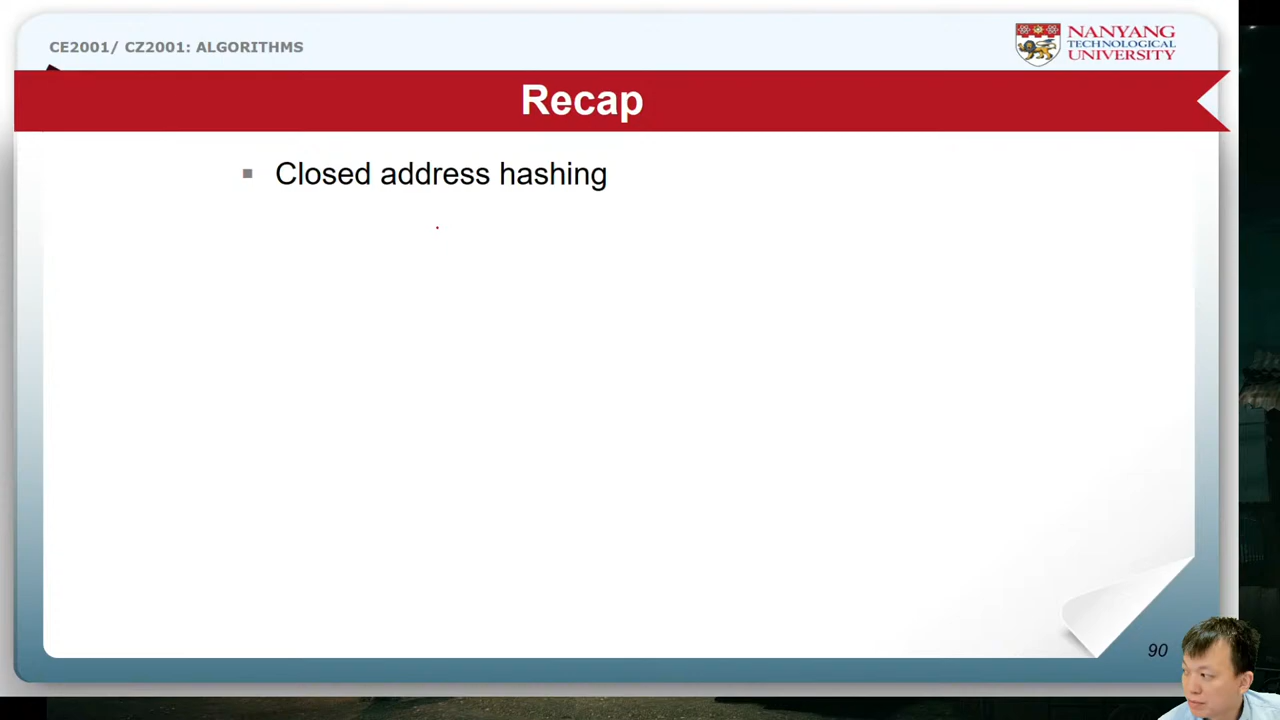 CE2001/ CZ2001: ALGORITHMS
NANYANG
TECHNOLOGICAL
UNIVERSITY
Recap
Closed address hashing
90